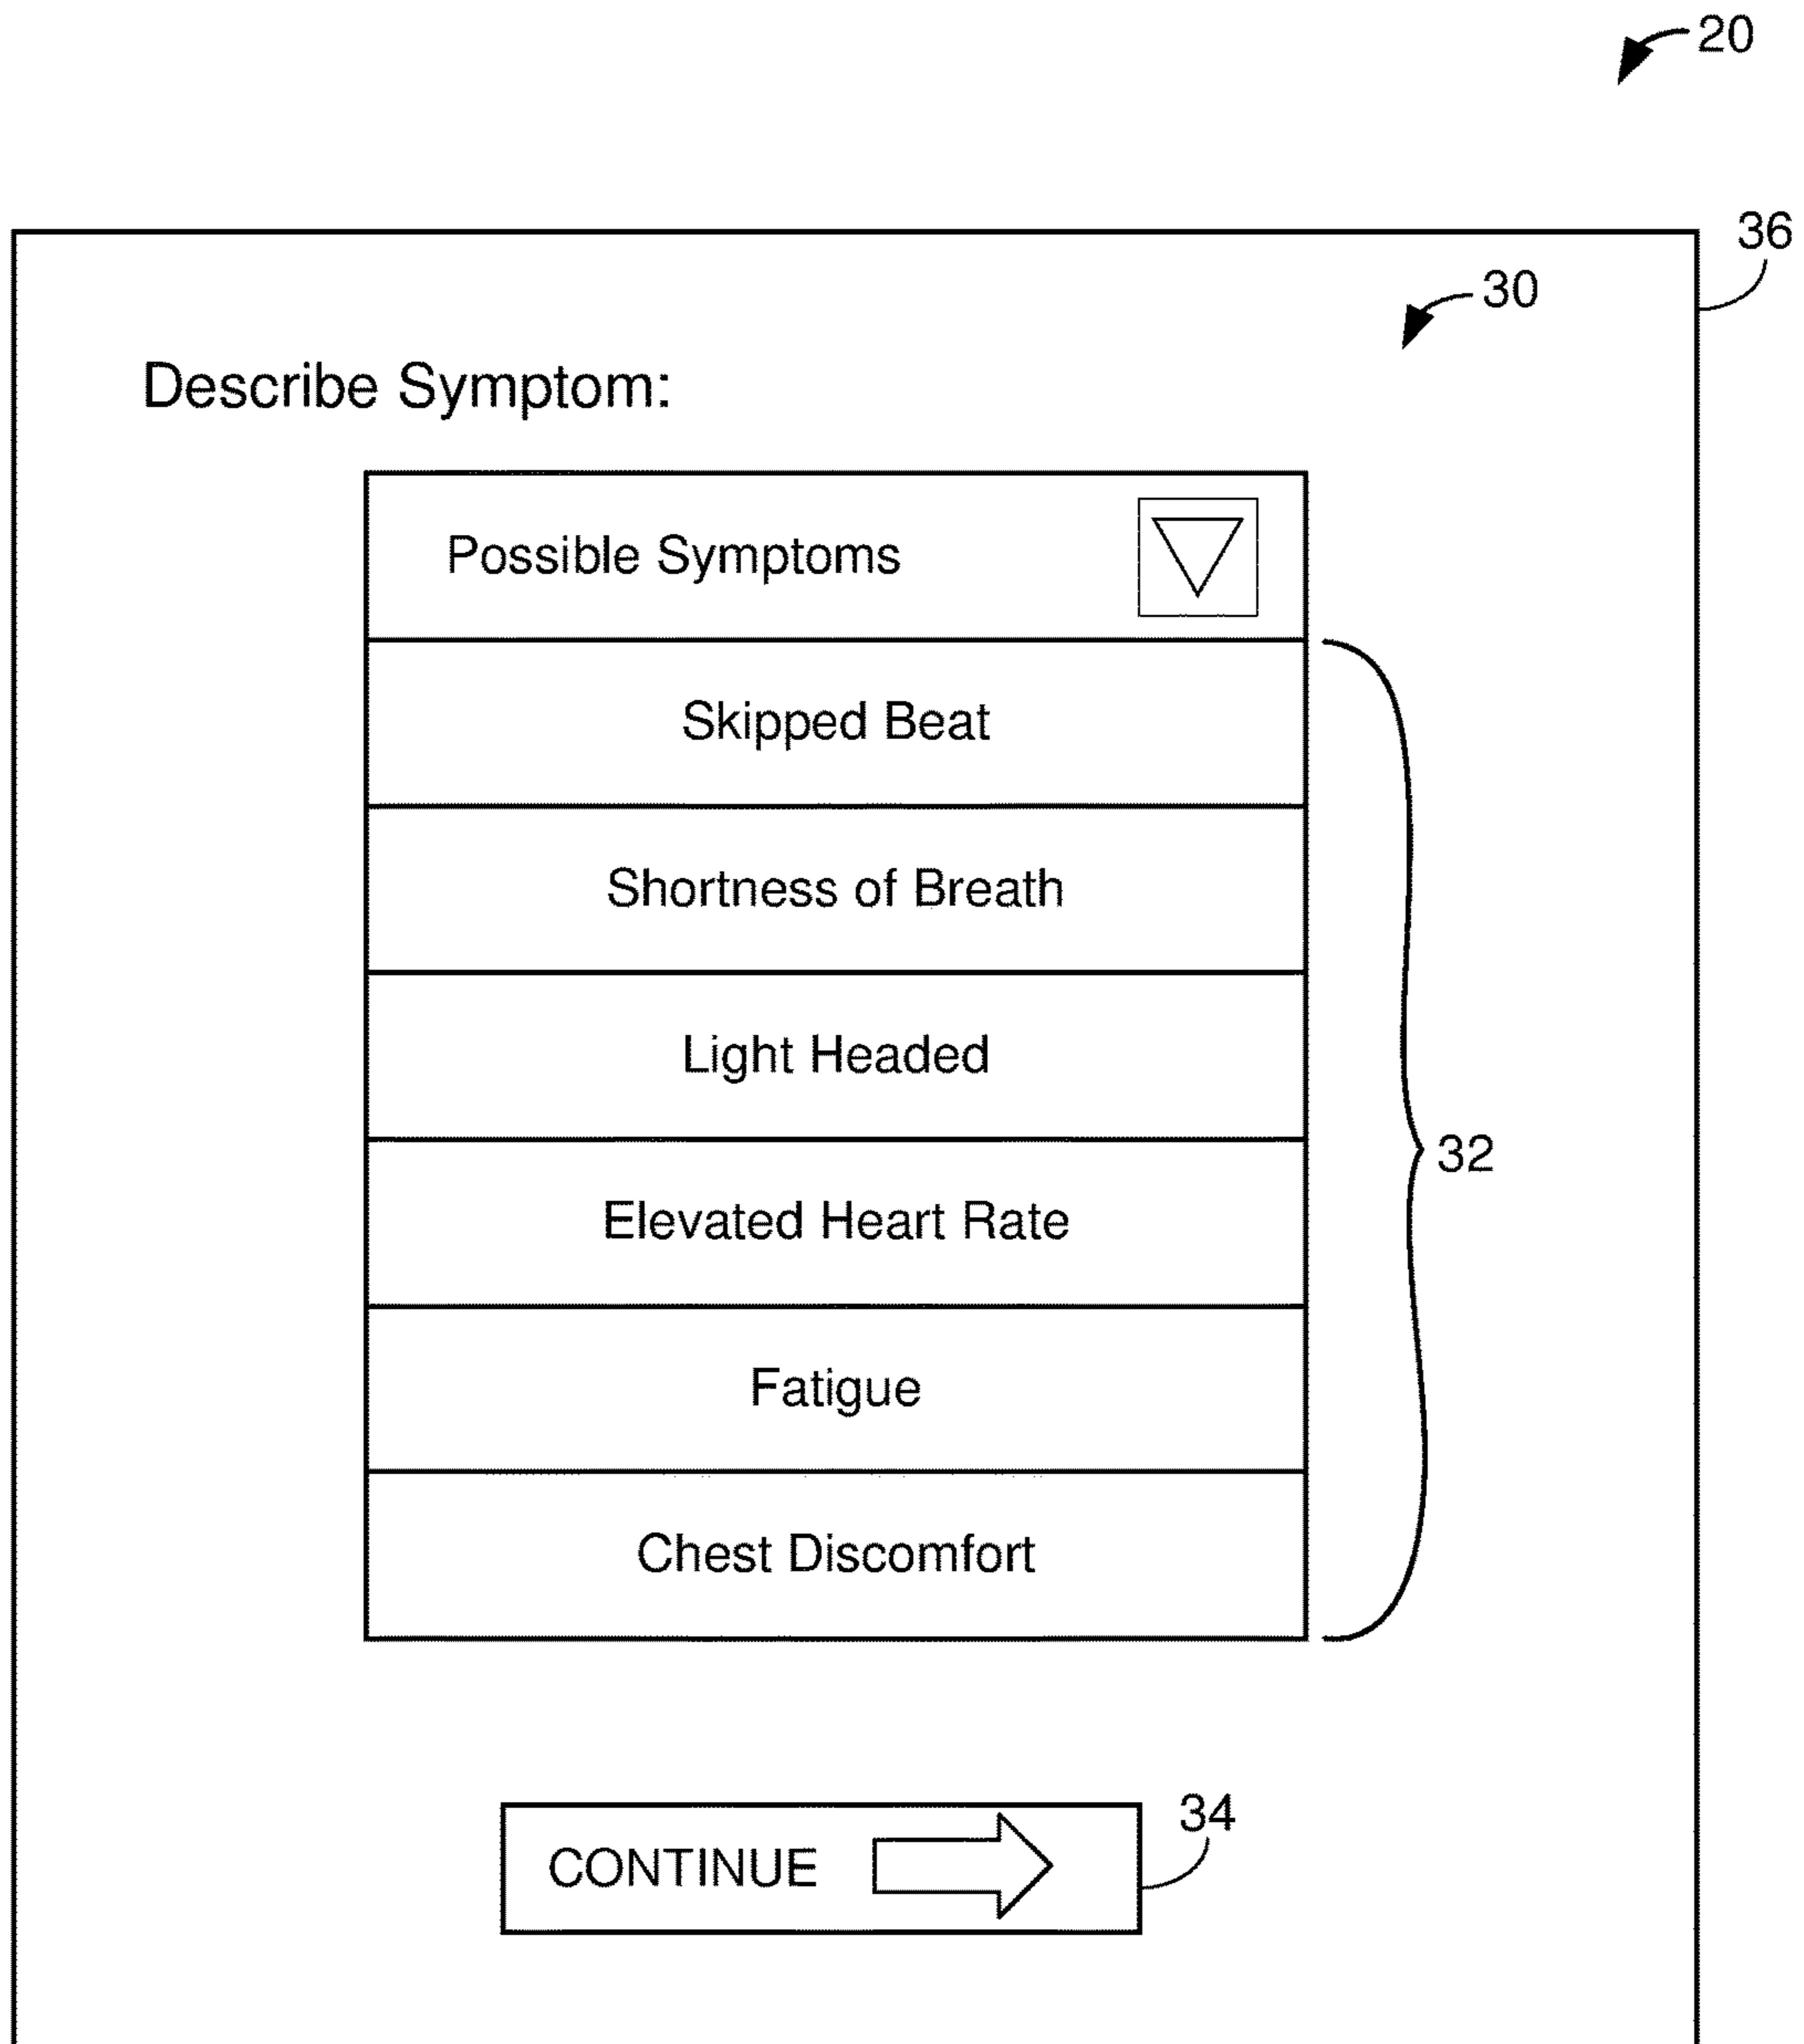 20
36
30
Describe Symptom:
Possible Symptoms
Skipped Beat
Shortness of Breath
Light Headed
Elevated Heart Rate
32
Fatigue
Chest Discomfort
34
CONTINUE